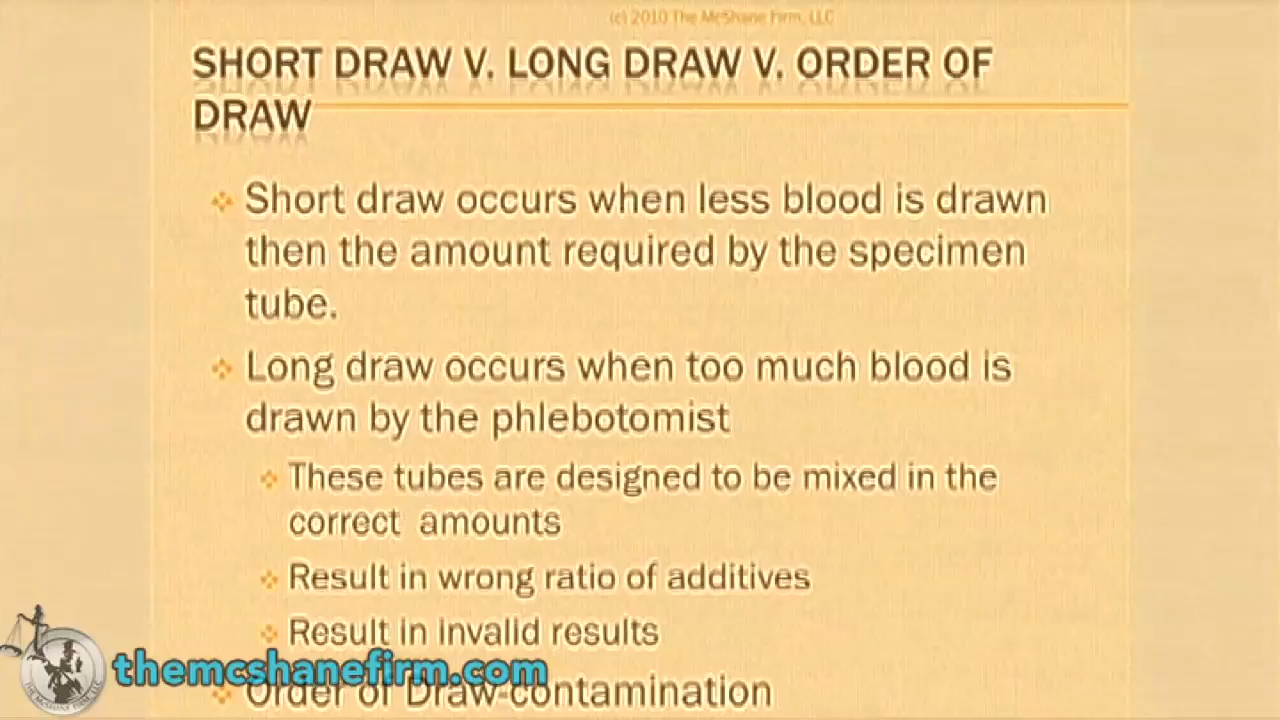 (c) 2010 The McShane Firm, LLC
SHORT DRAW V. LONG DRAW V. ORDER OF
DRAW
Short draw occurs when less blood is drawn
then the amount required by the specimen
tube.
Long draw occurs when too much blood is
drawn by the phlebotomist
These tubes are designed to be mixed in the
correct amounts
Result in wrong ratio of additives
Result in invalid results
themcshanefirm.com
Order of Draw-contamination